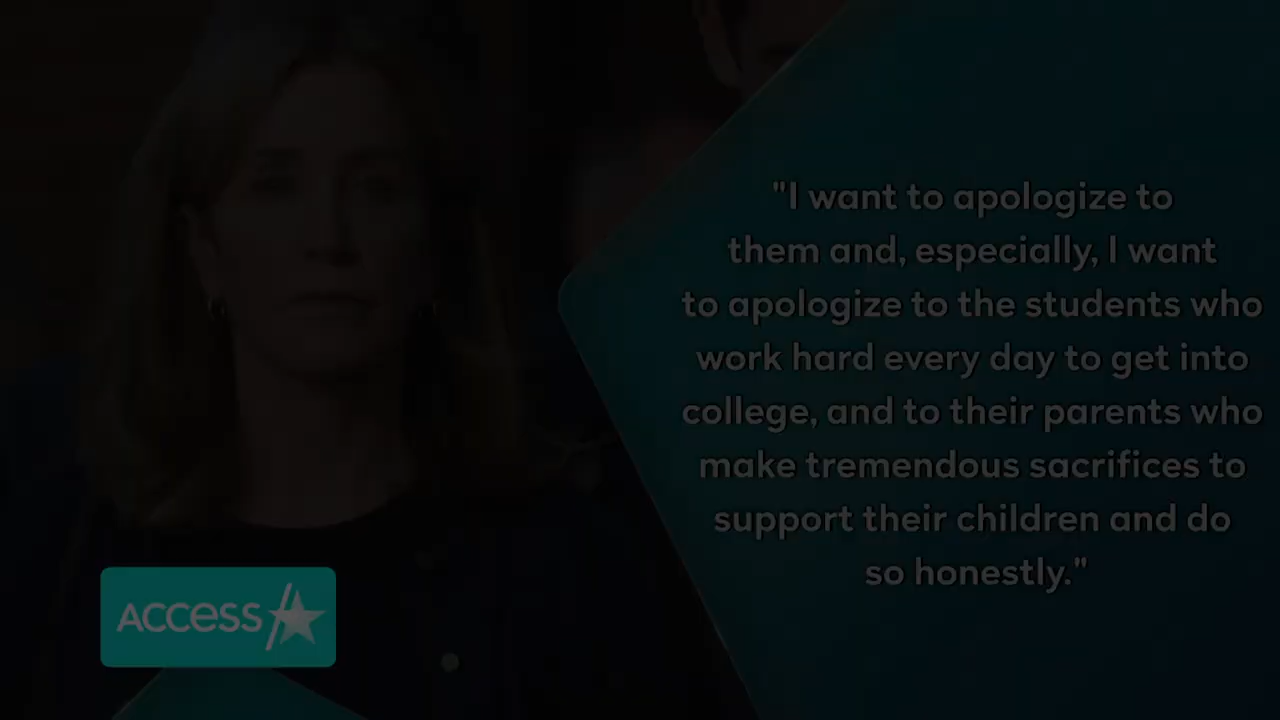 "I want to apologize to
them and, especially, I want
to apologize to the students who
work hard every day to get into
college, and to their parents who
make tremendous sacrifices to
support their children and do
so honestly."
ACCESS